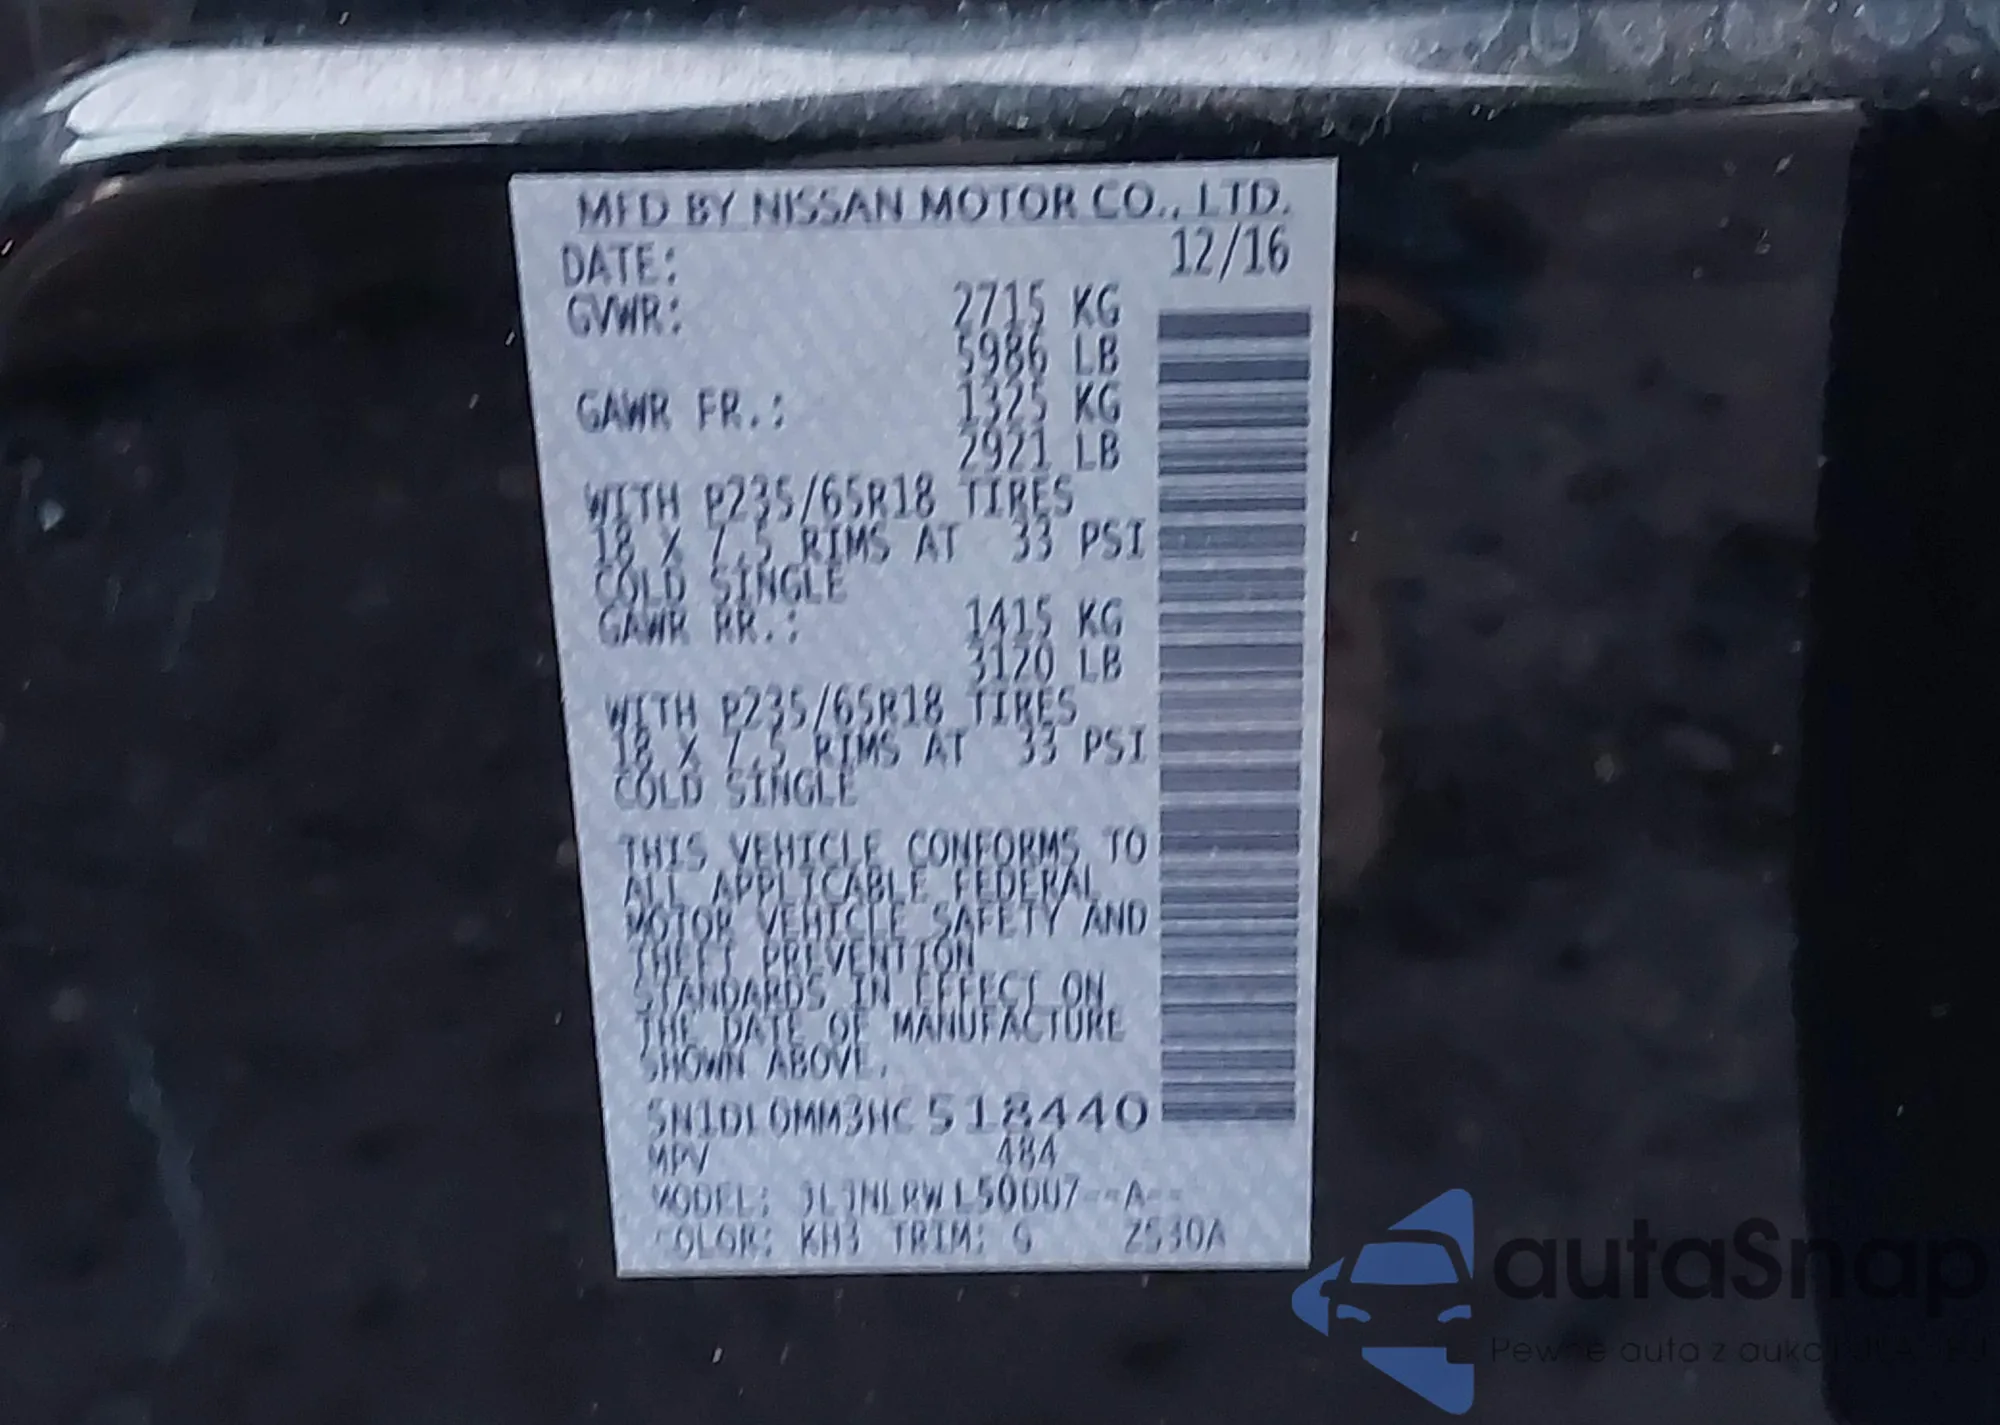 MFD BY NISSAN MOTOR CO., LTD.
DATE: 12/16
GVWR: 2715 KG
5986 LB
GAWR FR.: 1325 KG
2921 LB
WITH P235/65R18 TIRES
18 X 7.5 RIMS AT 33 PSI
COLD SINGLE
GAWR RR.: 1415 KG
3120 LB
WITH P235/65R18 TIRES
18 X 7.5 RIMS AT 33 PSI
COLD SINGLE
THIS VEHICLE CONFORMS TO
ALL APPLICABLE FEDERAL
MOTOR VEHICLE SAFETY AND
THEFT PREVENTION
STANDARDS IN EFFECT ON
THE DATE OF MANUFACTURE
SHOWN ABOVE.
5N1DL0MM3HC518440
MPV 484
MODEL:
COLOR: KH3 TRIM: G
autaSnap
Pewne auta z